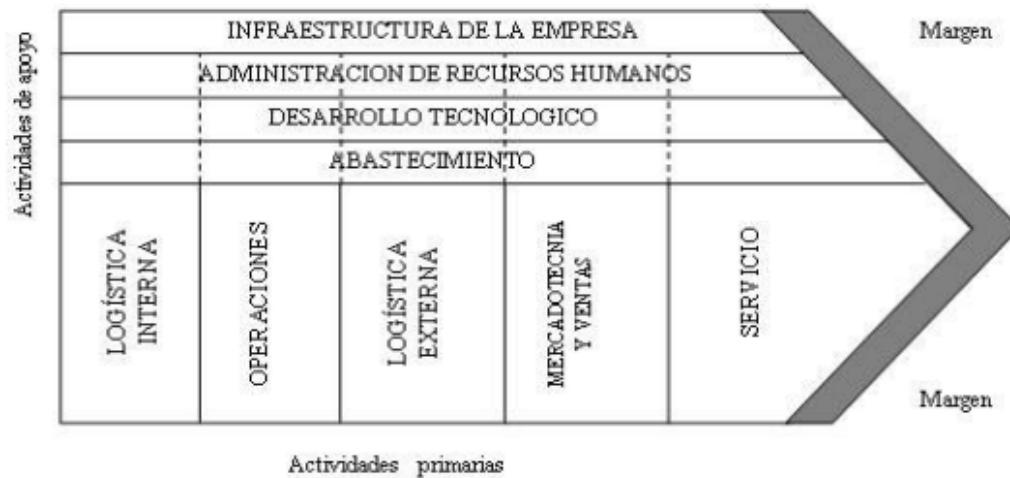 INFRAESTRUCTURA DE LA EMPRESA
Margen
ADMINISTRACION DE RECURSOS HUMANOS
DESARROLLO TECNOLOGICO
ABASTECIMIENTO
Actividades de apoyo
LOGÍSTICA
INTERNA
OPERACIONES
LOGÍSTICA
EXTERNA
MERCADOTECNIA
Y VENTAS
SERVICIO
Margen
Actividades primarias